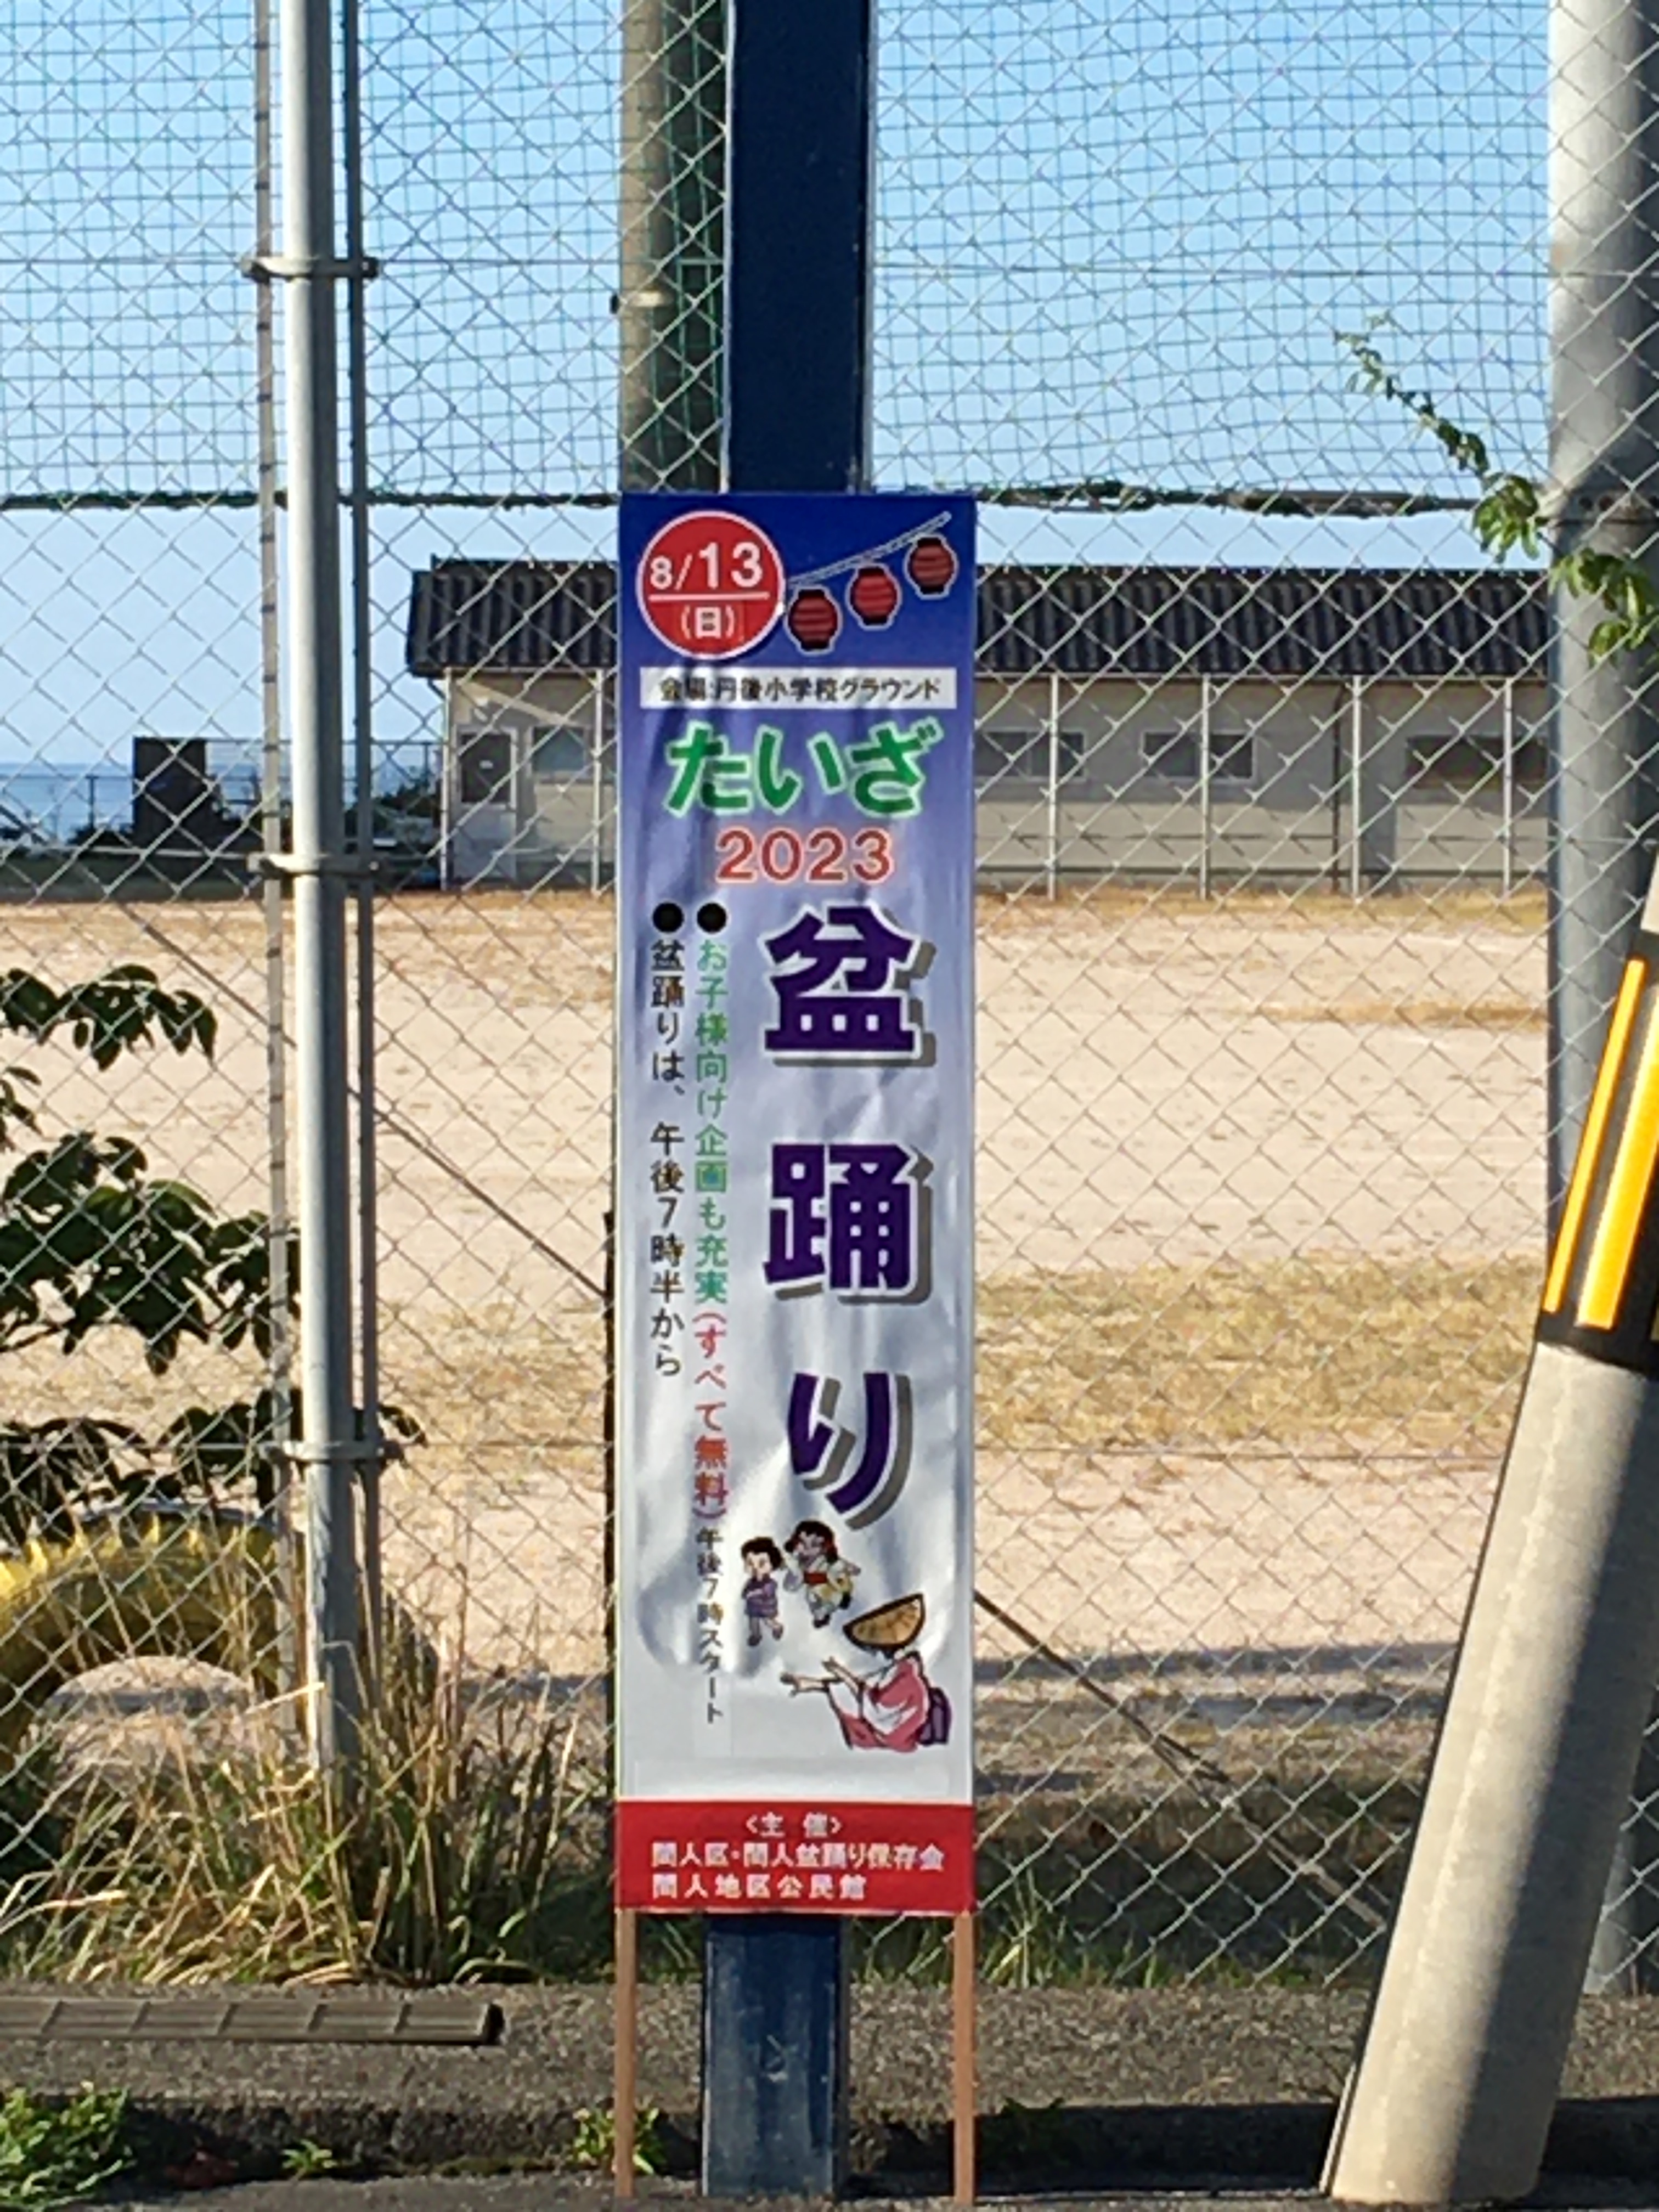 8/13
(日)
会場:丹後小学校グラウンド
たいざ
2023
盆踊り
●お子様向け企画も充実(すべて無料)午後7時スタート
●盆踊りは、午後7時半から
<主 催>
間人区・間人盆踊り保存会
間人地区公民館